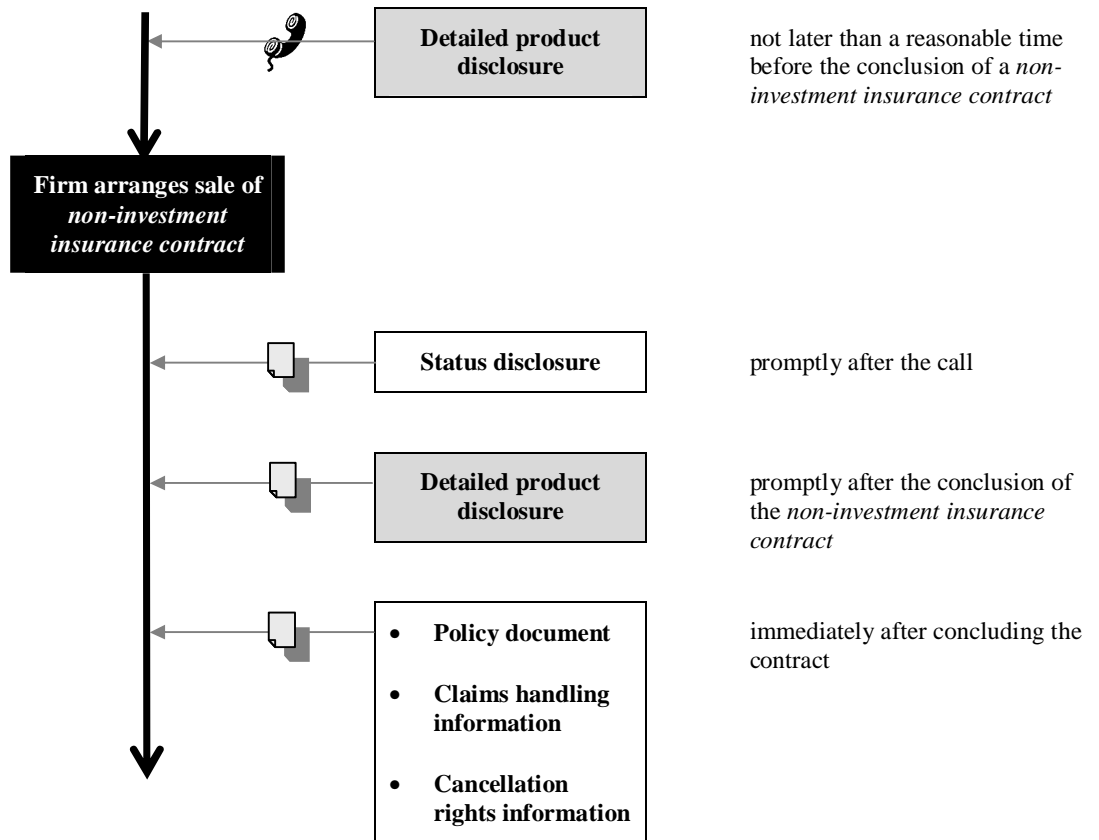 Detailed product
disclosure
not later than a reasonable time
before the conclusion of a non-
investment insurance contract
Firm arranges sale of
non-investment
insurance contract
Status disclosure
promptly after the call
Detailed product
disclosure
promptly after the conclusion of
the non-investment insurance
contract
• Policy document
• Claims handling
information
• Cancellation
rights information
immediately after concluding the
contract